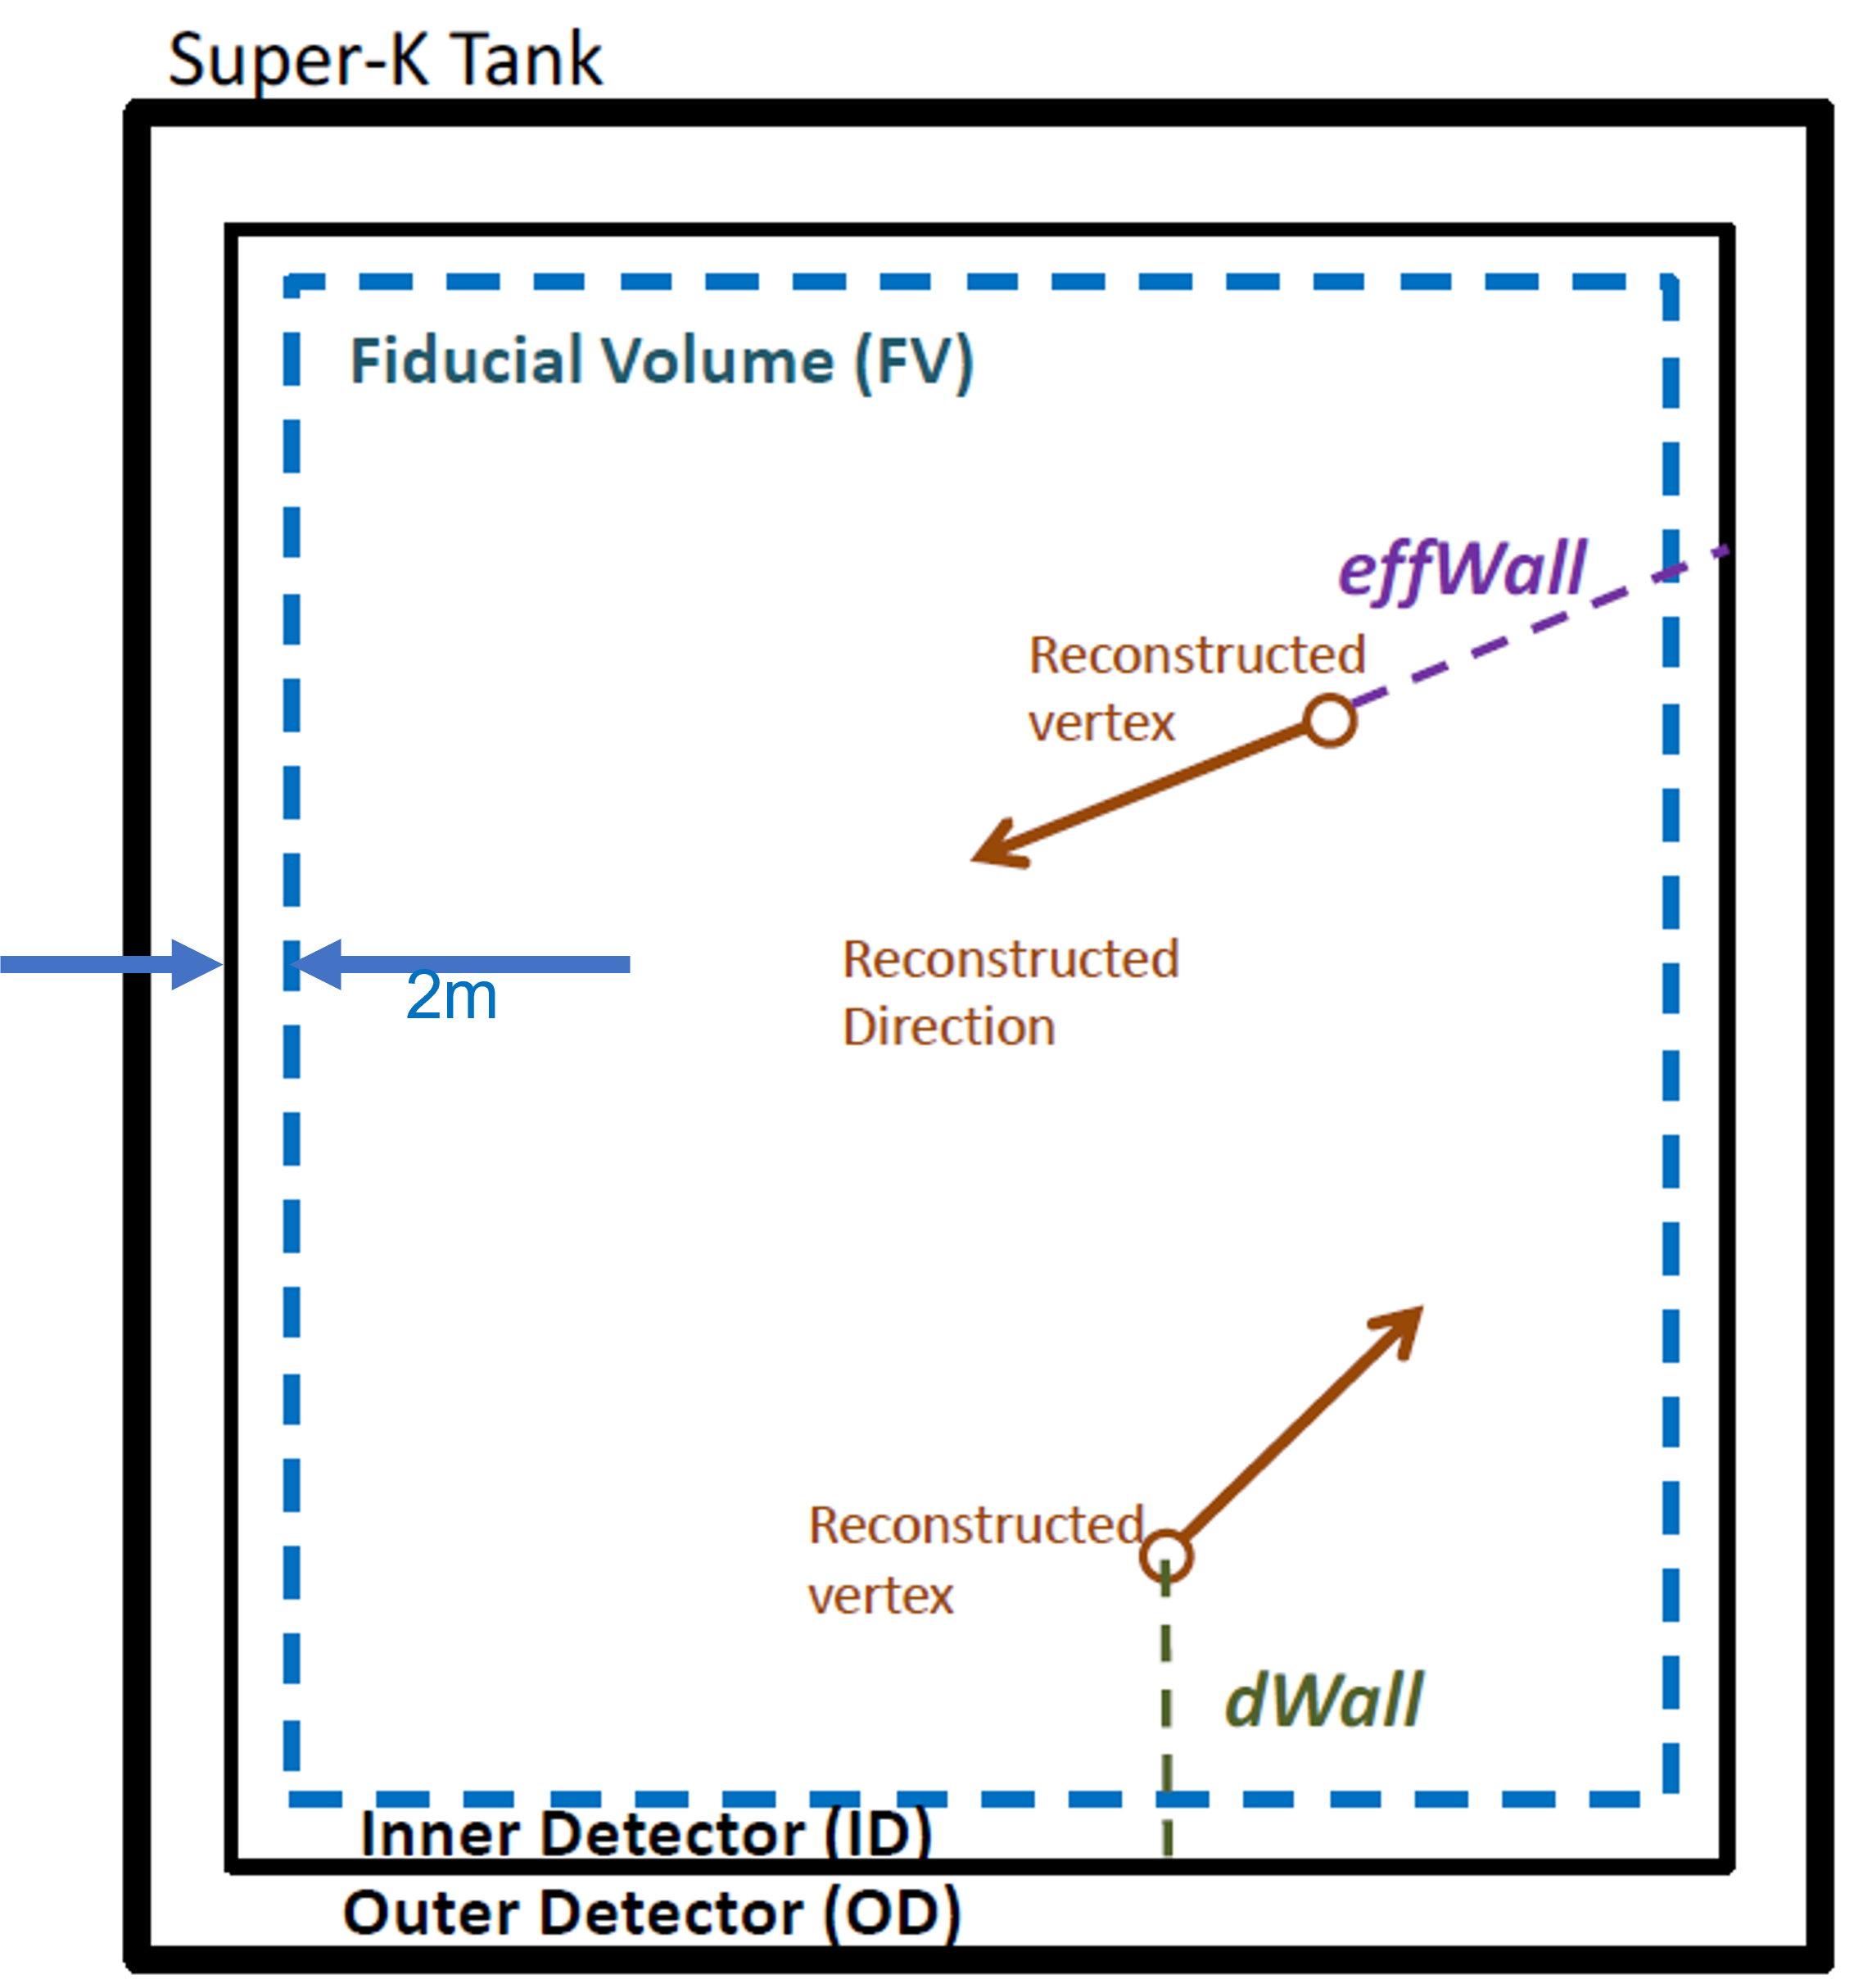 Super-K Tank
Fiducial Volume (FV)
effWall
Reconstructed
vertex
Reconstructed
Direction
2m
Reconstructed
vertex
dWall
Inner Detector (ID)
Outer Detector (OD)